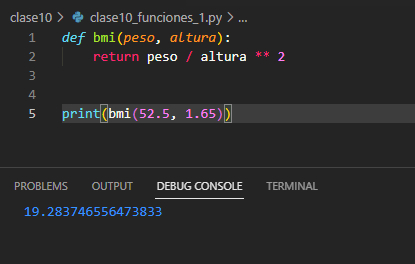 clase10 > clase10_funciones_1.py > ...
1 def bmi(peso, altura):
2     return peso / altura ** 2
3
4
5 print(bmi(52.5, 1.65))
PROBLEMS OUTPUT DEBUG CONSOLE TERMINAL
19.283746556473833